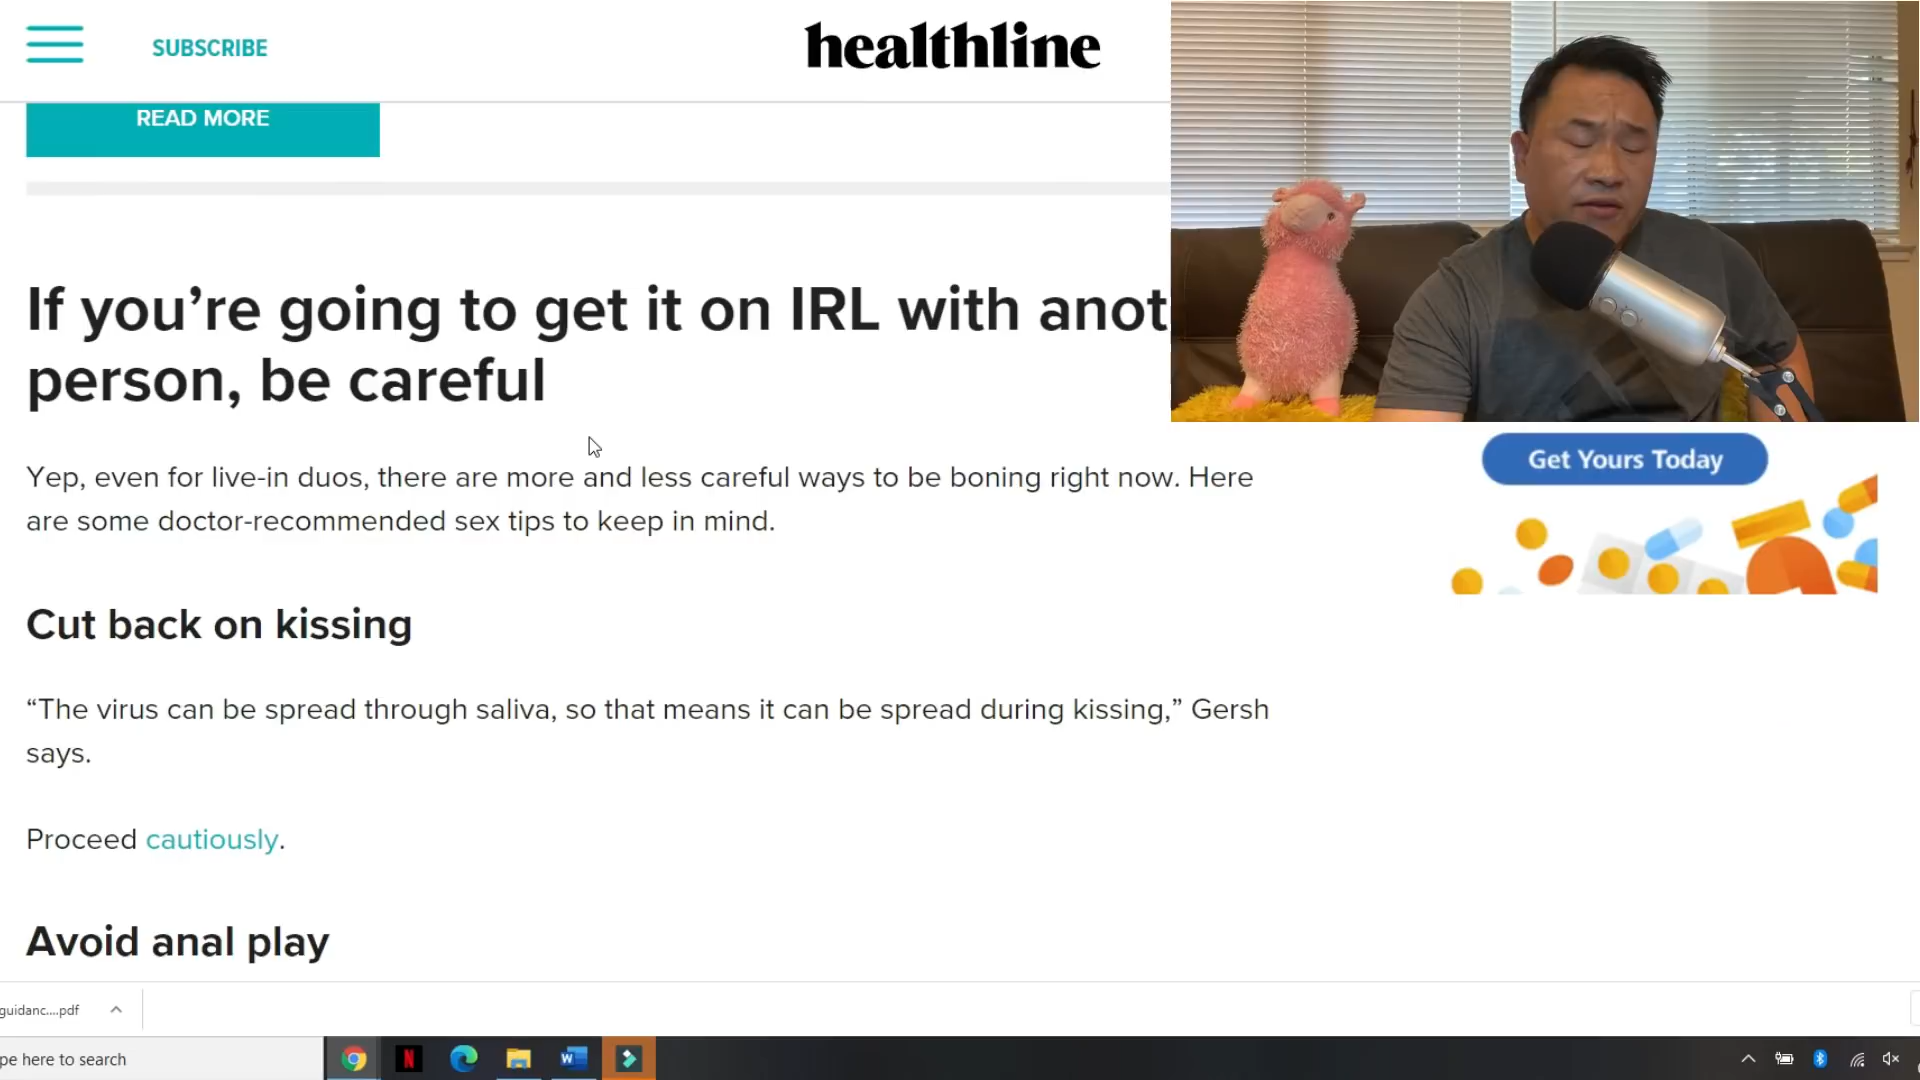 SUBSCRIBE
healthline
READ MORE
If you’re going to get it on IRL with anot
person, be careful
Yep, even for live-in duos, there are more and less careful ways to be boning right now. Here
are some doctor-recommended sex tips to keep in mind.
Get Yours Today
Cut back on kissing
“The virus can be spread through saliva, so that means it can be spread during kissing,” Gersh
says.
Proceed cautiously.
Avoid anal play
guidanc....pdf
pe here to search
N
W